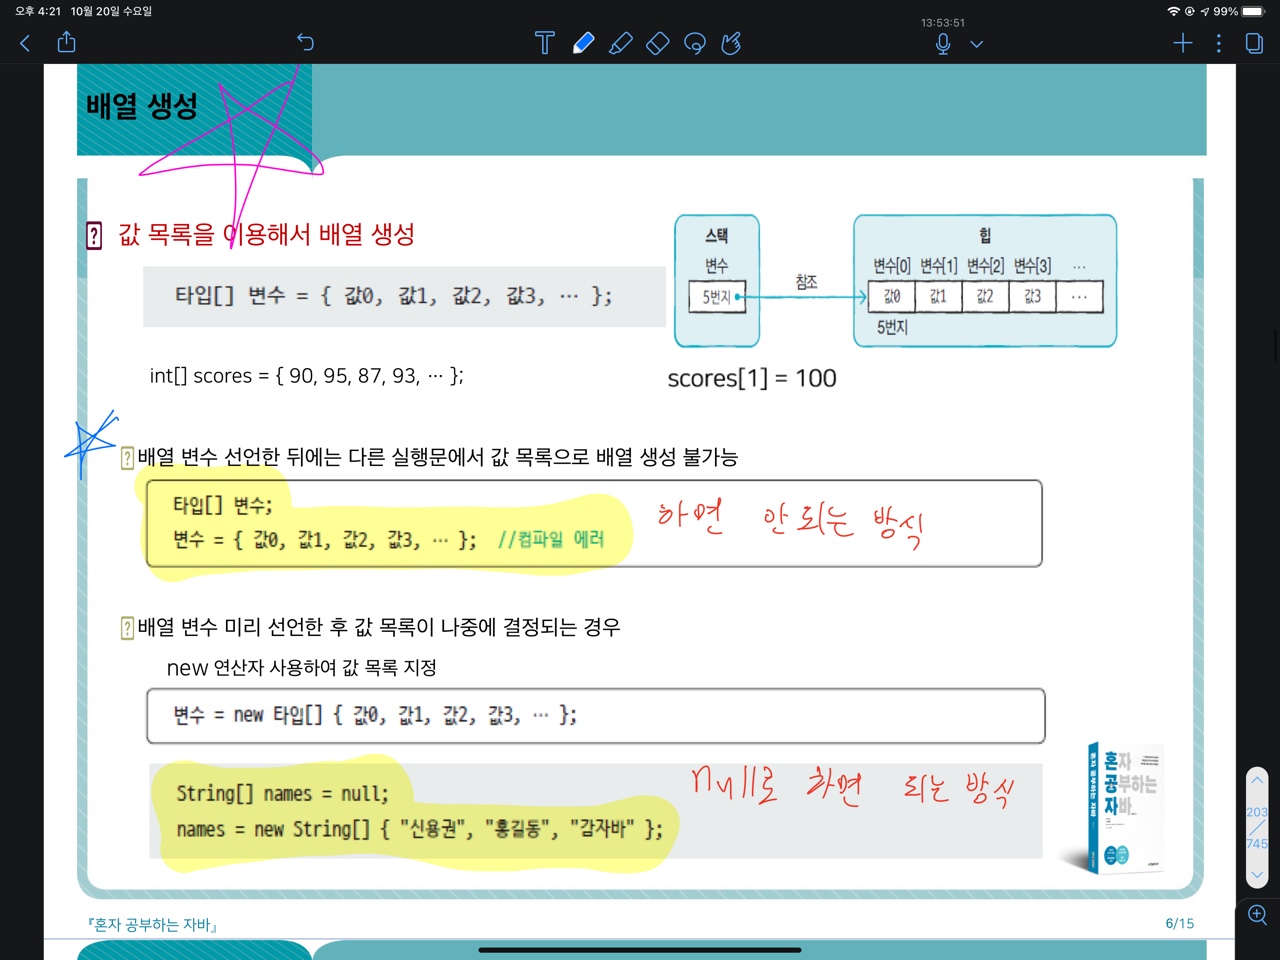 오후 4:21 10월 20일 수요일
99%
13:53:51
배열 생성
값 목록을 이용해서 배열 생성
타입[] 변수 = { 값0, 값1, 값2, 값3, … };
스택
변수
5번지
참조
힙
변수[0] 변수[1] 변수[2] 변수[3] …
값0 값1 값2 값3 …
5번지
int[] scores = { 90, 95, 87, 93, … };
scores[1] = 100
배열 변수 선언한 뒤에는 다른 실행문에서 값 목록으로 배열 생성 불가능
타입[] 변수;
변수 = { 값0, 값1, 값2, 값3, … }; //컴파일 에러
하면 안되는 방식
배열 변수 미리 선언한 후 값 목록이 나중에 결정되는 경우
new 연산자 사용하여 값 목록 지정
변수 = new 타입[] { 값0, 값1, 값2, 값3, … };
String[] names = null;
names = new String[] { "신용권", "홍길동", "감자바" };
null로 하면 되는 방식
혼자
공부하는
자바
혼자 공부하는 자바
203
745
『혼자 공부하는 자바』
6/15